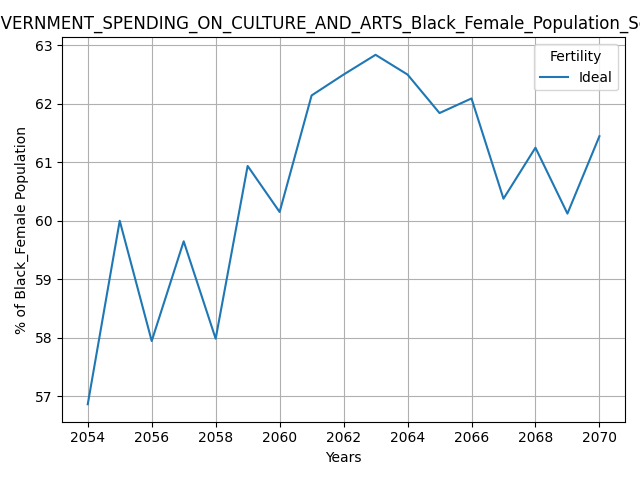 VERNMENT_SPENDING_ON_CULTURE_AND_ARTS_Black_Female_Population_S
63
62
61
60
59
58
57
% of Black_Female Population
Fertility
Ideal
2054 2056 2058 2060 2062 2064 2066 2068 2070
Years